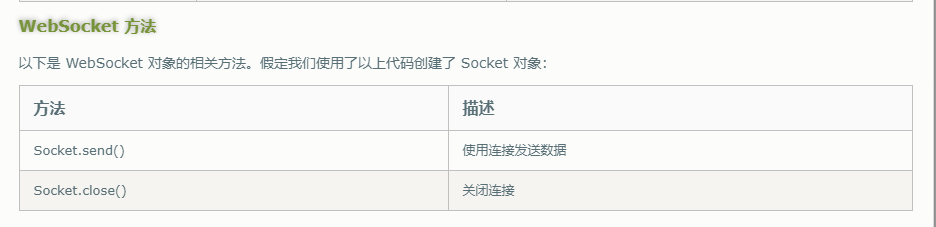 WebSocket 方法
以下是 WebSocket 对象的相关方法。假定我们使用了以上代码创建了 Socket 对象：
方法 描述
Socket.send() 使用连接发送数据
Socket.close() 关闭连接